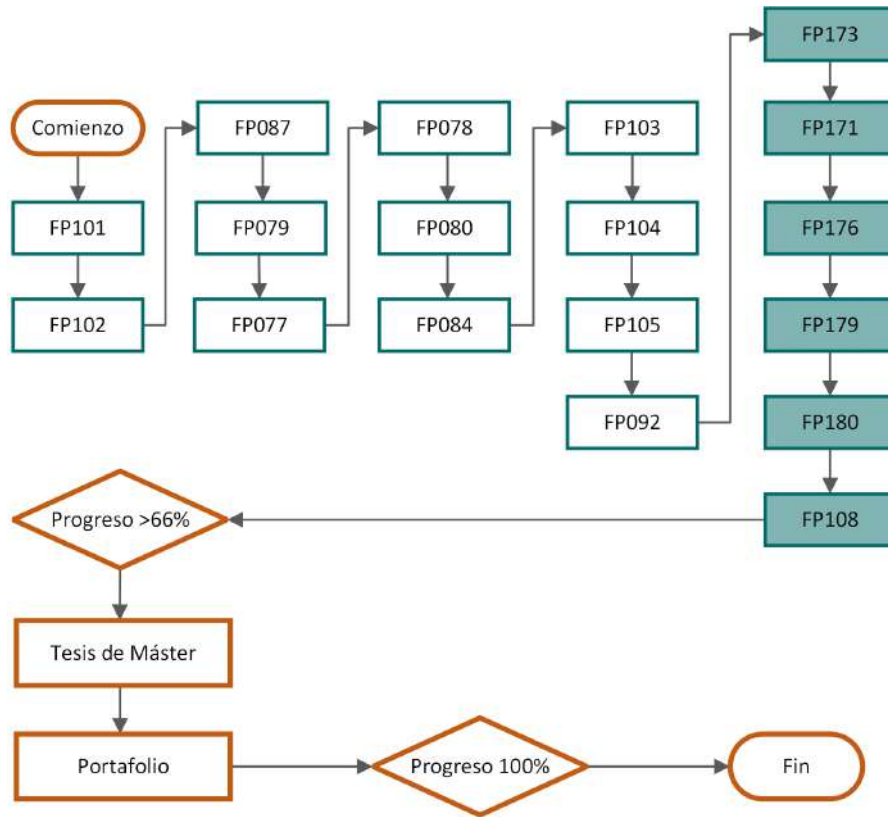 Comienzo
FP101
FP102
FP087
FP079
FP077
FP078
FP080
FP084
FP103
FP104
FP105
FP092
FP173
FP171
FP176
FP179
FP180
FP108
Progreso >66%
Tesis de Máster
Portafolio
Progreso 100%
Fin